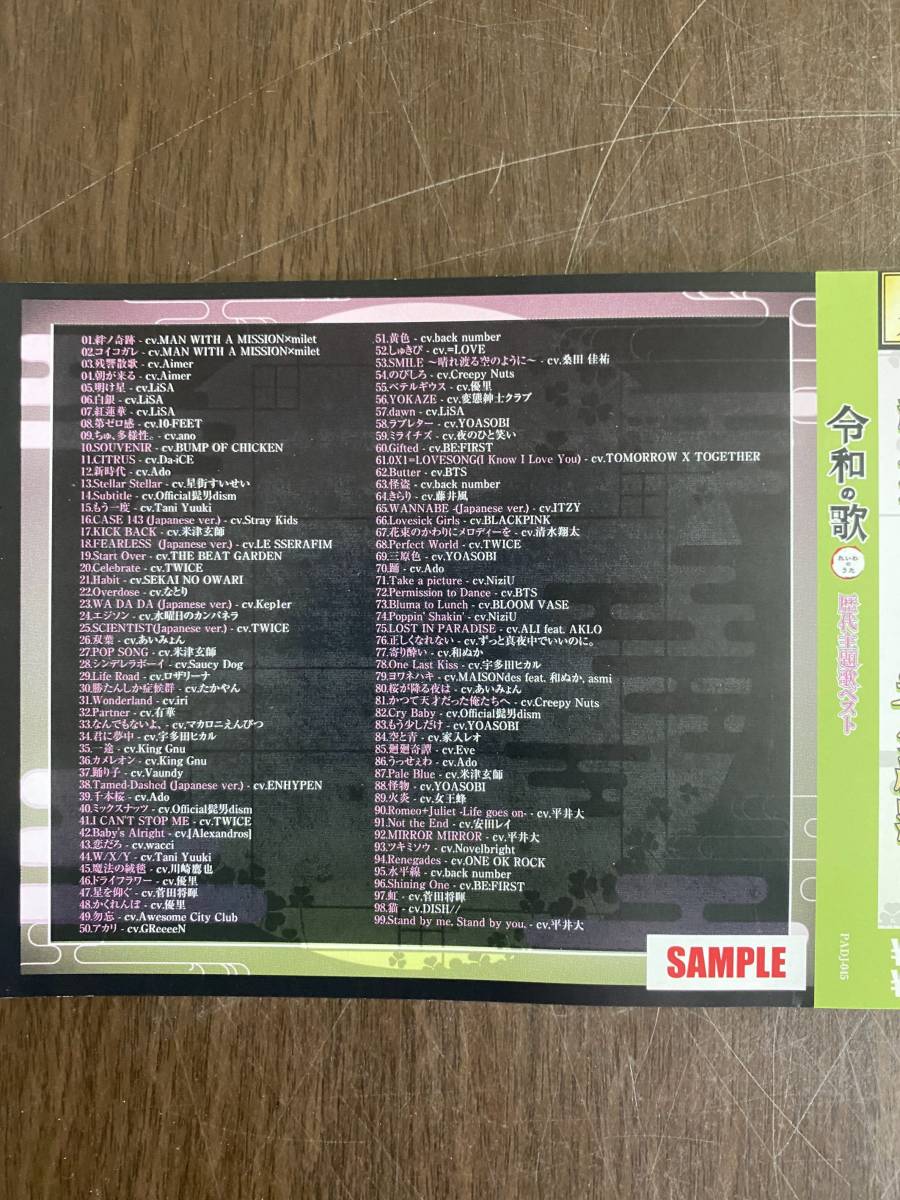 01.絆ノ奇跡 - cv.MAN WITH A MISSION×milet
02.コイコガレ - cv.MAN WITH A MISSION×milet
03.残響散歌 - cv.Aimer
04.朝が来る - cv.Aimer
05.明け星 - cv.LiSA
06.白銀 - cv.LiSA
07.紅蓮華 - cv.LiSA
08.第ゼロ感 - cv.10-FEET
09.ちゅ、多様性。 - cv.ano
10.SOUVENIR - cv.BUMP OF CHICKEN
11.CITRUS - cv.Da-iCE
12.新時代 - cv.Ado
13.Stellar Stellar - cv.星街すいせい
14.Subtitle - cv.Official髭男dism
15.もう一度 - cv.Tani Yuuki
16.CASE 143 (Japanese ver.) - cv.Stray Kids
17.KICK BACK - cv.米津玄師
18.FEARLESS (Japanese ver.) - cv.LE SSERAFIM
19.Start Over - cv.THE BEAT GARDEN
20.Celebrate - cv.TWICE
21.Habit - cv.SEKAI NO OWARI
22.Overdose - cv.なとり
23.WA DA DA (Japanese ver.) - cv.Kep1er
24.エジソン - cv.水曜日のカンパネラ
25.SCIENTIST(Japanese ver.) - cv.TWICE
26.双葉 - cv.あいみょん
27.POP SONG - cv.米津玄師
28.シンデレラボーイ - cv.Saucy Dog
29.Life Road - cv.ロザリーナ
30.勝たんしか症候群 - cv.たかやん
31.Wonderland - cv.iri
32.Partner - cv.有華
33.なんでもないよ、 - cv.マカロニえんぴつ
34.君に夢中 - cv.宇多田ヒカル
35.一途 - cv.King Gnu
36.カメレオン - cv.King Gnu
37.踊り子 - cv.Vaundy
38.Tamed-Dashed (Japanese ver.) - cv.ENHYPEN
39.千本桜 - cv.Ado
40.ミックスナッツ - cv.Official髭男dism
41.I CAN'T STOP ME - cv.TWICE
42.Baby's Alright - cv.[Alexandros]
43.恋だろ - cv.wacci
44.W/X/Y - cv.Tani Yuuki
45.魔法の絨毯 - cv.川崎鷹也
46.ドライフラワー - cv.優里
47.星を仰ぐ - cv.菅田将暉
48.かくれんぼ - cv.優里
49.勿忘 - cv.Awesome City Club
50.アカリ - cv.GReeeeN
51.黄色 - cv.back number
52.しゅきぴ - cv.=LOVE
53.SMILE ～晴れ渡る空のように～ - cv.桑田 佳祐
54.のびしろ - cv.Creepy Nuts
55.ベテルギウス - cv.優里
56.YOKAZE - cv.変態紳士クラブ
57.dawn - cv.LiSA
58.ラブレター - cv.YOASOBI
59.ミライチズ - cv.夜のひと笑い
60.Gifted - cv.BE:FIRST
61.0X1=LOVESONG(I Know I Love You) - cv.TOMORROW X TOGETHER
62.Butter - cv.BTS
63.怪盗 - cv.back number
64.きらり - cv.藤井風
65.WANNABE -(Japanese ver.) - cv.ITZY
66.Lovesick Girls - cv.BLACKPINK
67.花束のかわりにメロディーを - cv.清水翔太
68.Perfect World - cv.TWICE
69.三原色 - cv.YOASOBI
70.踊 - cv.Ado
71.Take a picture - cv.NiziU
72.Permission to Dance - cv.BTS
73.Bluma to Lunch - cv.BLOOM VASE
74.Poppin' Shakin' - cv.NiziU
75.LOST IN PARADISE - cv.ALI feat. AKLO
76.正しくなれない - cv.ずっと真夜中でいいのに。
77.寄り酔い - cv.和ぬか
78.One Last Kiss - cv.宇多田ヒカル
79.ヨワネハキ - cv.MAISONdes feat. 和ぬか, asmi
80.桜が降る夜は - cv.あいみょん
81.かつて天才だった俺たちへ - cv.Creepy Nuts
82.Cry Baby - cv.Official髭男dism
83.もう少しだけ - cv.YOASOBI
84.空と青 - cv.家入レオ
85.廻廻奇譚 - cv.Eve
86.うっせぇわ - cv.Ado
87.Pale Blue - cv.米津玄師
88.怪物 - cv.YOASOBI
89.火炎 - cv.女王蜂
90.Romeo+Juliet -Life goes on- - cv.平井大
91.Not the End - cv.安田レイ
92.MIRROR MIRROR - cv.平井大
93.ツキミソウ - cv.Novelbright
94.Renegades - cv.ONE OK ROCK
95.水平線 - cv.back number
96.Shining One - cv.BE:FIRST
97.虹 - cv.菅田将暉
98.猫 - cv.DISH//
99.Stand by me, Stand by you. - cv.平井大
SAMPLE
令和の歌
れいわのうた
歴代主題歌ベスト
PADJ-045